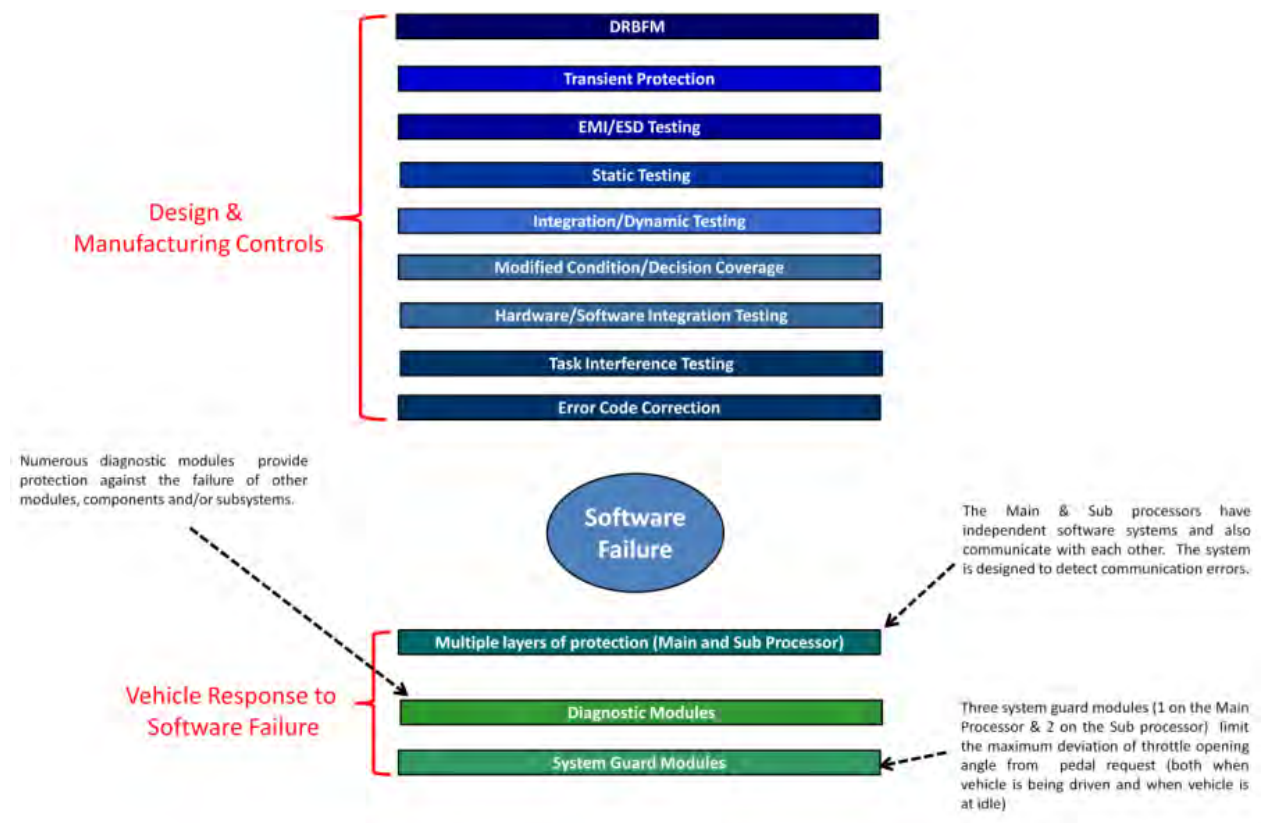 DRBFM
Transient Protection
EMI/ESD Testing
Static Testing
Integration/Dynamic Testing
Modified Condition/Decision Coverage
Hardware/Software Integration Testing
Task Interference Testing
Error Code Correction
Design &
Manufacturing Controls
Numerous diagnostic modules provide
protection against the failure of other
modules, components and/or subsystems.
Software
Failure
The Main & Sub processors have
independent software systems and also
communicate with each other. The system
is designed to detect communication errors.
Multiple layers of protection (Main and Sub Processor)
Diagnostic Modules
System Guard Modules
Vehicle Response to
Software Failure
Three system guard modules (1 on the Main
Processor & 2 on the Sub processor) limit
the maximum deviation of throttle opening
angle from pedal request (both when
vehicle is being driven and when vehicle is
at idle)